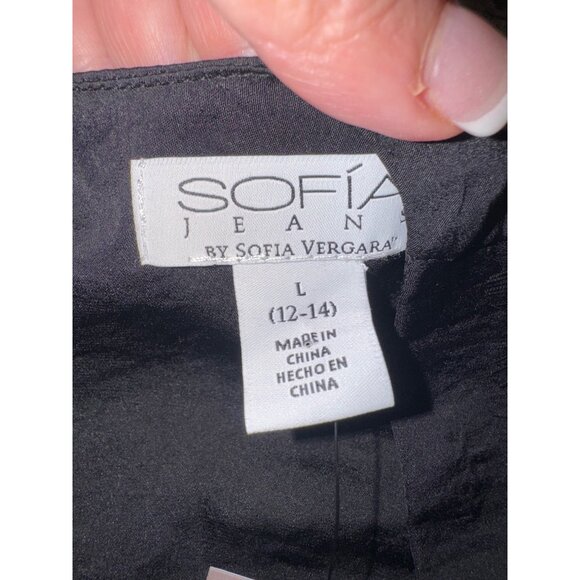 SOFÍA
JEANS
BY SOFIA VERGARA
L
(12-14)
MADE IN
CHINA
HECHO EN
CHINA